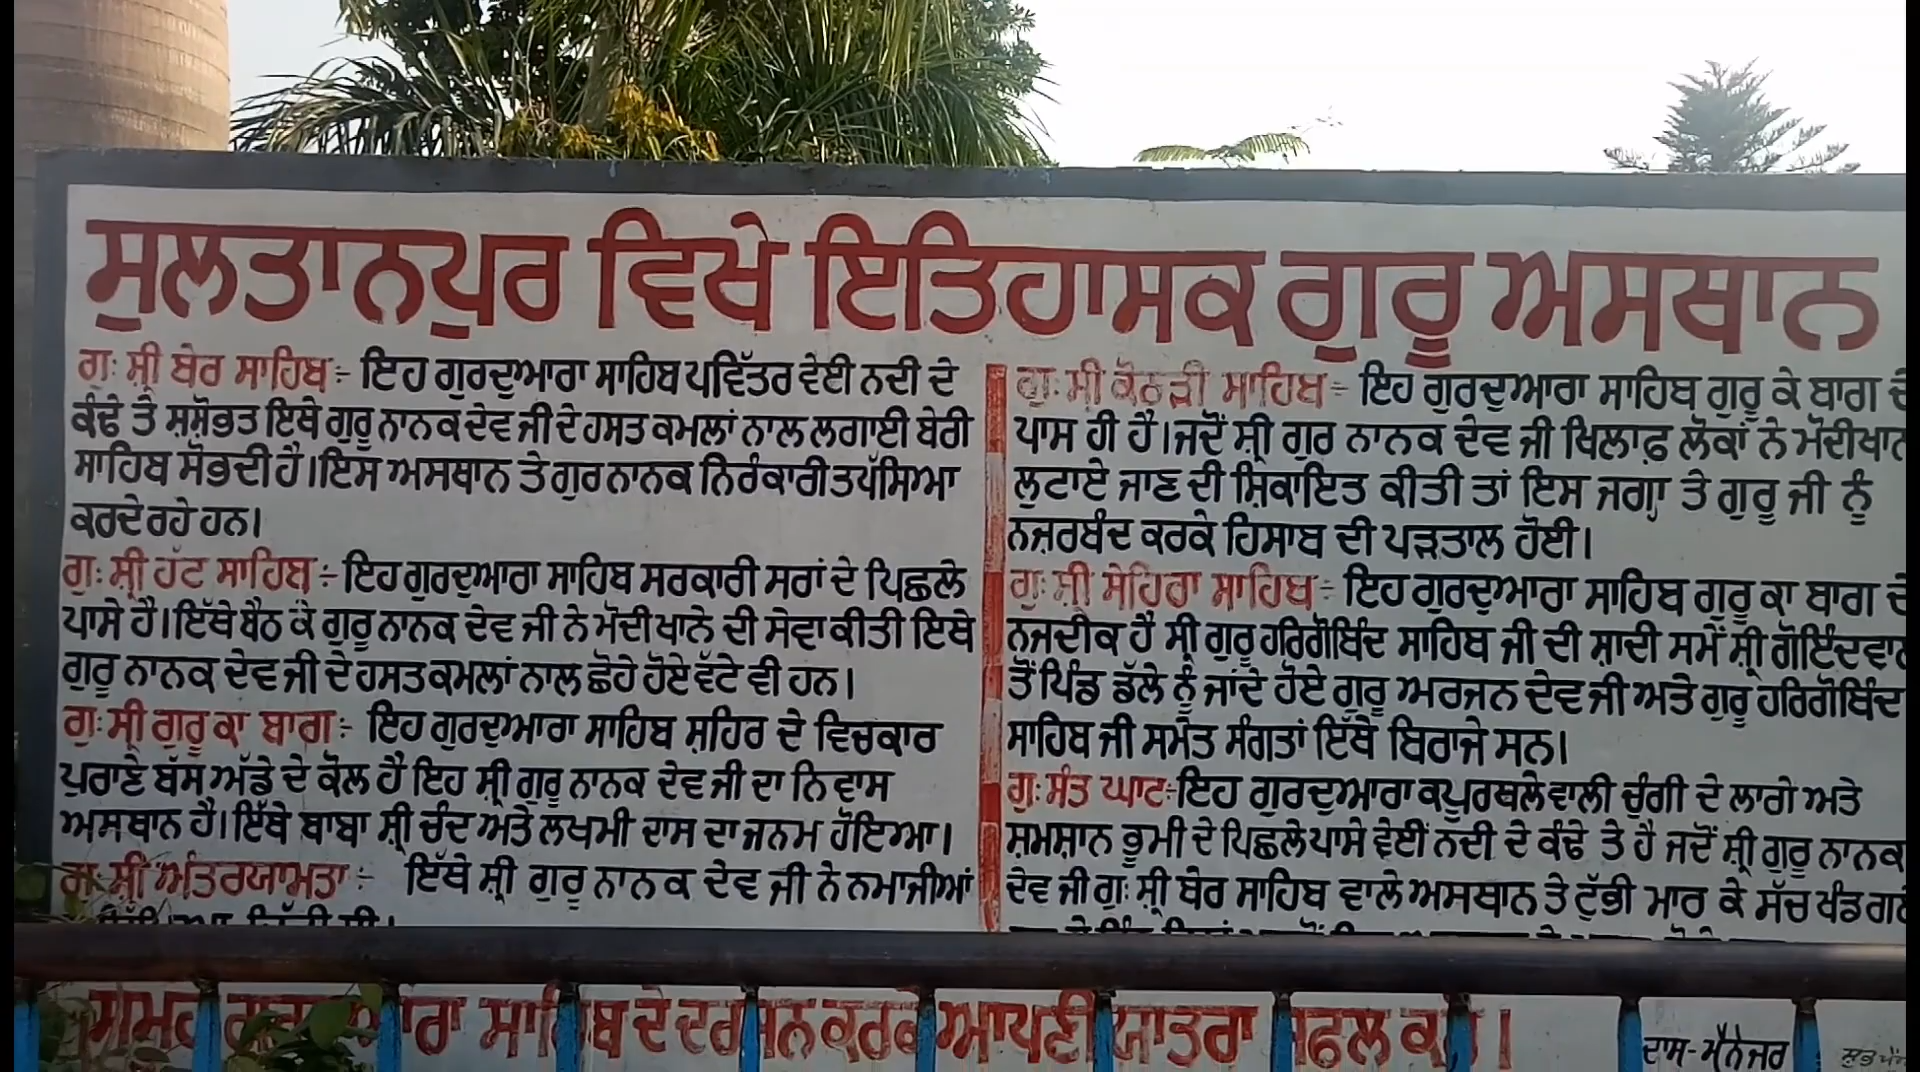 ਸੁਲਤਾਨਪੁਰ ਵਿਖੇ ਇਤਿਹਾਸਕ ਗੁਰੂ ਅਸਥਾਨ
ਗੁ: ਸ਼੍ਰੀ ਬੇਰ ਸਾਹਿਬ:- ਇਹ ਗੁਰਦੁਆਰਾ ਸਾਹਿਬ ਪਵਿੱਤਰ ਵੇਈ ਨਦੀ ਦੇ
ਕੰਢੇ ਤੇ ਸ਼ੁਸ਼ੋਭਤ ਇਥੇ ਗੁਰੂ ਨਾਨਕ ਦੇਵ ਜੀ ਦੇ ਹਸਤ ਕਮਲਾਂ ਨਾਲ ਲਗਾਈ ਬੇਰੀ
ਸਾਹਿਬ ਸੋਭਦੀ ਹੈ।ਇਸ ਅਸਥਾਨ ਤੇ ਗੁਰ ਨਾਨਕ ਨਿਰੰਕਾਰੀ ਤਪੱਸਿਆ
ਕਰਦੇ ਰਹੇ ਹਨ।
ਗੁ: ਸ਼੍ਰੀ ਹੱਟ ਸਾਹਿਬ :- ਇਹ ਗੁਰਦੁਆਰਾ ਸਾਹਿਬ ਸਰਕਾਰੀ ਸਰਾਂ ਦੇ ਪਿਛਲੇ
ਪਾਸੇ ਹੈ।ਇੱਥੇ ਬੈਠ ਕੇ ਗੁਰੂ ਨਾਨਕ ਦੇਵ ਜੀ ਨੇ ਮੋਦੀਖਾਨੇ ਦੀ ਸੇਵਾ ਕੀਤੀ ਇਥੇ
ਗੁਰੂ ਨਾਨਕ ਦੇਵ ਜੀ ਦੇ ਹਸਤ ਕਮਲਾਂ ਨਾਲ ਛੋਹੇ ਹੋਏ ਵੱਟੇ ਵੀ ਹਨ।
ਗੁ: ਸ਼੍ਰੀ ਗੁਰੂ ਕਾ ਬਾਗ :- ਇਹ ਗੁਰਦੁਆਰਾ ਸਾਹਿਬ ਸ਼ਹਿਰ ਦੇ ਵਿਚਕਾਰ
ਪੁਰਾਣੇ ਬੱਸ ਅੱਡੇ ਦੇ ਕੋਲ ਹੈਂ ਇਹ ਸ਼੍ਰੀ ਗੁਰੂ ਨਾਨਕ ਦੇਵ ਜੀ ਦਾ ਨਿਵਾਸ
ਅਸਥਾਨ ਹੈ।ਇੱਥੇ ਬਾਬਾ ਸ਼੍ਰੀ ਚੰਦ ਅਤੇ ਲਖਮੀ ਦਾਸ ਦਾ ਜਨਮ ਹੋਇਆ।
ਗੁ: ਸ਼੍ਰੀ ਅੰਤਰਯਾਮਤਾ :- ਇੱਥੇ ਸ਼੍ਰੀ ਗੁਰੂ ਨਾਨਕ ਦੇਵ ਜੀ ਨੇ ਨਮਾਜੀਆਂ
ਗੁ: ਸ਼੍ਰੀ ਕੋਠੜੀ ਸਾਹਿਬ :- ਇਹ ਗੁਰਦੁਆਰਾ ਸਾਹਿਬ ਗੁਰੂ ਕੇ ਬਾਗ
ਪਾਸ ਹੀ ਹੈ।ਜਦੋਂ ਸ਼੍ਰੀ ਗੁਰ ਨਾਨਕ ਦੇਵ ਜੀ ਖਿਲਾਫ਼ ਲੋਕਾਂ ਨੇ
ਲੁਟਾਏ ਜਾਣ ਦੀ ਸ਼ਿਕਾਇਤ ਕੀਤੀ ਤਾਂ ਇਸ ਜਗ੍ਹਾ ਤੇ ਗੁਰੂ ਜੀ ਨੂੰ
ਨਜ਼ਰਬੰਦ ਕਰਕੇ ਹਿਸਾਬ ਦੀ ਪੜਤਾਲ ਹੋਈ।
ਗੁ: ਸ਼੍ਰੀ ਸੇਹਿਰਾ ਸਾਹਿਬ :- ਇਹ ਗੁਰਦੁਆਰਾ ਸਾਹਿਬ ਗੁਰੂ ਕਾ ਬਾਗ
ਨਜਦੀਕ ਹੈਂ ਸ਼੍ਰੀ ਗੁਰੂ ਹਰਿਗੋਬਿੰਦ ਸਾਹਿਬ ਜੀ ਦੀ ਸ਼ਾਦੀ ਸਮੇਂ ਸ਼੍ਰੀ
ਤੋਂ ਪਿੰਡ ਡੱਲੇ ਨੂੰ ਜਾਂਦੇ ਹੋਏ ਗੁਰੂ ਅਰਜਨ ਦੇਵ ਜੀ ਅਤੇ ਗੁਰੂ ਹਰਿਗੋਬਿੰਦ
ਸਾਹਿਬ ਜੀ ਸਮੇਤ ਸੰਗਤਾਂ ਇੱਥੇ ਬਿਰਾਜੇ ਸਨ।
ਗੁ: ਸੰਤ ਘਾਟ:-ਇਹ ਗੁਰਦੁਆਰਾ ਕਪੂਰਥਲੇ ਵਾਲੀ ਚੁੰਗੀ ਦੇ ਲਾਗੇ ਅਤੇ
ਸ਼ਮਸ਼ਾਨ ਭੂਮੀ ਦੇ ਪਿਛਲੇ ਪਾਸੇ ਵੇਈਂ ਨਦੀ ਦੇ ਕੰਢੇ ਤੇ ਹੈ ਜਦੋਂ ਸ਼੍ਰੀ ਗੁਰੂ ਨਾਨਕ
ਦੇਵ ਜੀ ਗੁ: ਸ਼੍ਰੀ ਬੇਰ ਸਾਹਿਬ ਵਾਲੇ ਅਸਥਾਨ ਤੇ ਟੁੱਭੀ ਮਾਰ ਕੇ ਸੱਚ ਖੰਡ
ਦੇ ਦਰਸ਼ਨ ਕਰਕੇ ਆਪਣੀ ਯਾਤਰਾ ਸਫਲ ਕਰੋ।
ਦਾਸ-ਮੈਨੇਜਰ